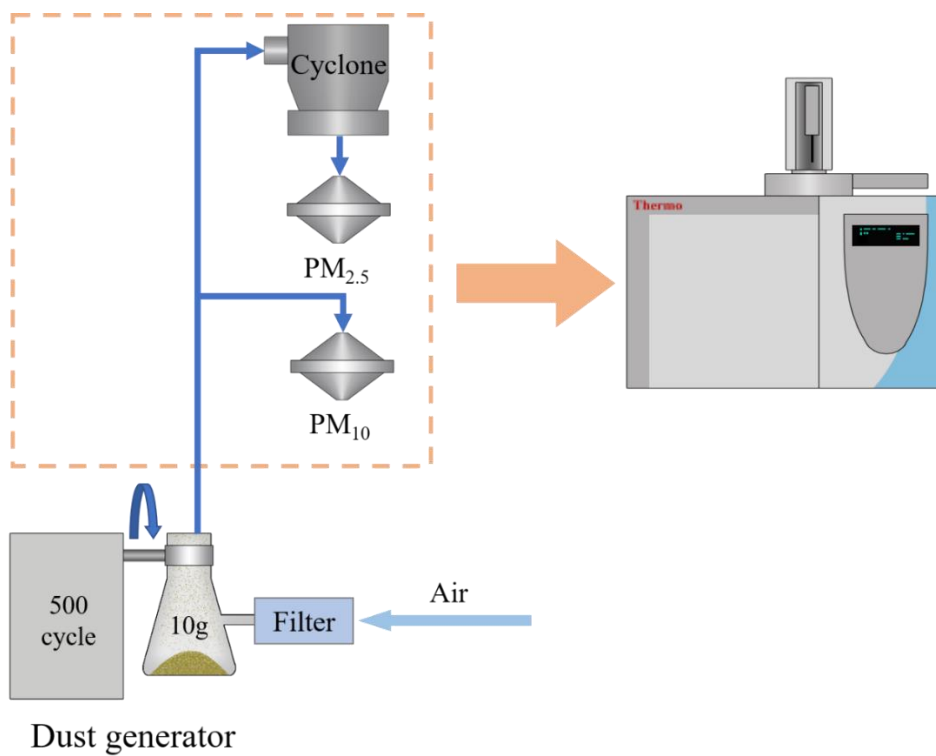 Cyclone
PM2.5
Thermo
PM10
500
cycle
10g
Filter
Air
Dust generator